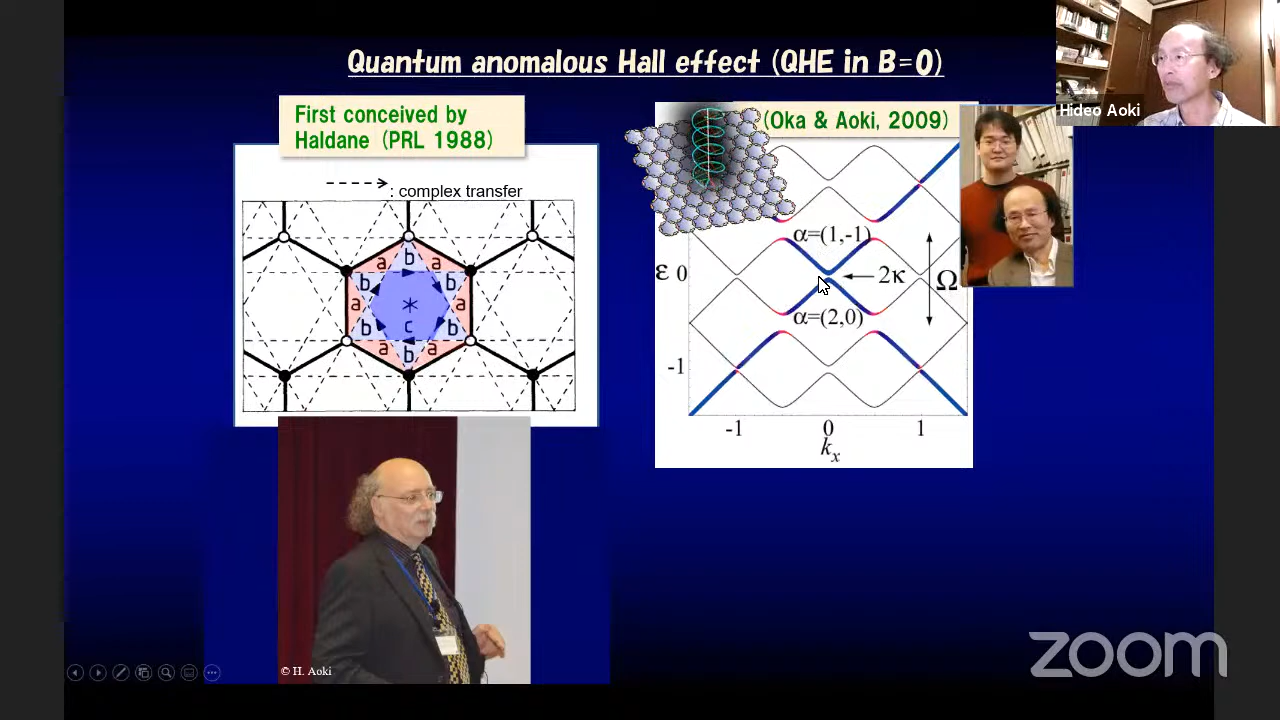 Quantum anomalous Hall effect (QHE in B=0)
Hideo Aoki
First conceived by
Haldane (PRL 1988)
: complex transfer
b
a
a
b
b
a
a
*
c
b
b
a
a
b
(Oka & Aoki, 2009)
α=(1,-1)
ε 0
2κ
Ω
α=(2,0)
-1
-1
0
1
kx
© H. Aoki
zoom